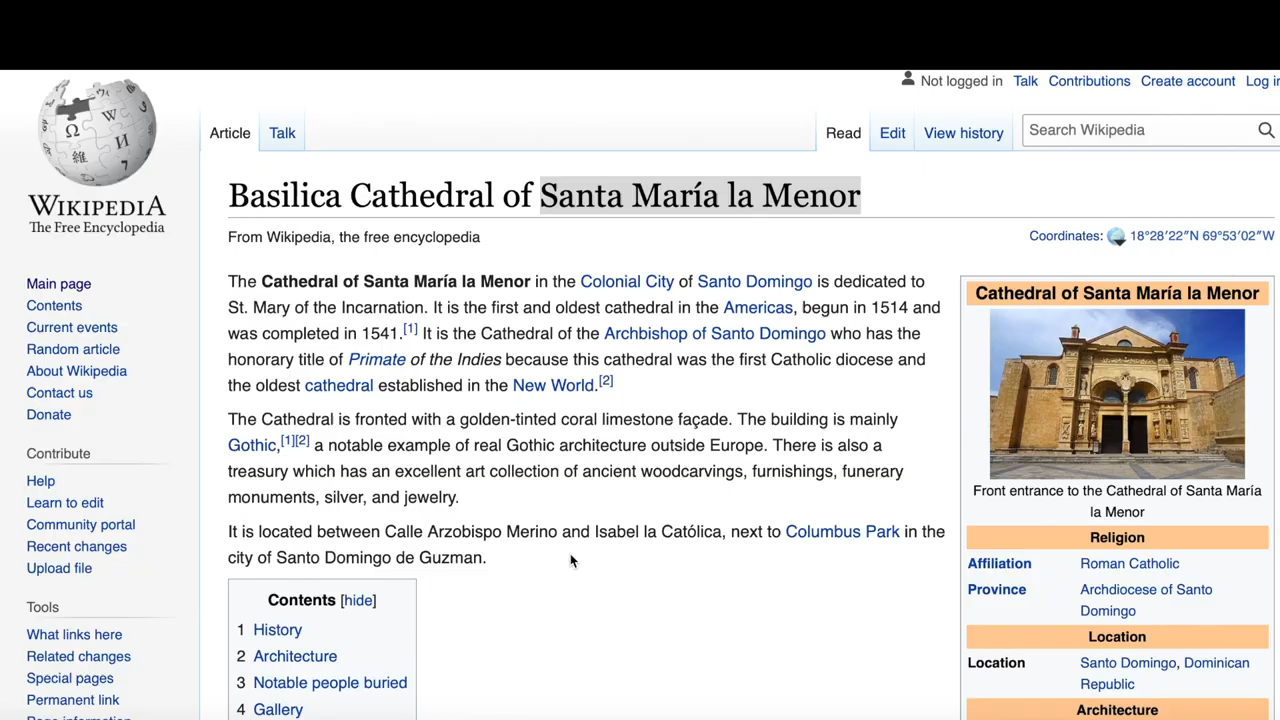 Not logged in Talk Contributions Create account Log in
Article Talk Read Edit View history Search Wikipedia
WIKIPEDIA
The Free Encyclopedia
Basilica Cathedral of Santa María la Menor
From Wikipedia, the free encyclopedia
Coordinates: 18°28′22″N 69°53′02″W
The Cathedral of Santa María la Menor in the Colonial City of Santo Domingo is dedicated to
St. Mary of the Incarnation. It is the first and oldest cathedral in the Americas, begun in 1514 and
was completed in 1541.[1] It is the Cathedral of the Archbishop of Santo Domingo who has the
honorary title of Primate of the Indies because this cathedral was the first Catholic diocese and
the oldest cathedral established in the New World.[2]
The Cathedral is fronted with a golden-tinted coral limestone façade. The building is mainly
Gothic,[1][2] a notable example of real Gothic architecture outside Europe. There is also a
treasury which has an excellent art collection of ancient woodcarvings, furnishings, funerary
monuments, silver, and jewelry.
It is located between Calle Arzobispo Merino and Isabel la Católica, next to Columbus Park in the
city of Santo Domingo de Guzman.
Contents [hide]
1 History
2 Architecture
3 Notable people buried
4 Gallery
Main page
Contents
Current events
Random article
About Wikipedia
Contact us
Donate
Contribute
Help
Learn to edit
Community portal
Recent changes
Upload file
Tools
What links here
Related changes
Special pages
Permanent link
Page information
Cathedral of Santa María la Menor
Front entrance to the Cathedral of Santa María
la Menor
Religion
Affiliation Roman Catholic
Province Archdiocese of Santo
Domingo
Location
Location Santo Domingo, Dominican
Republic
Architecture